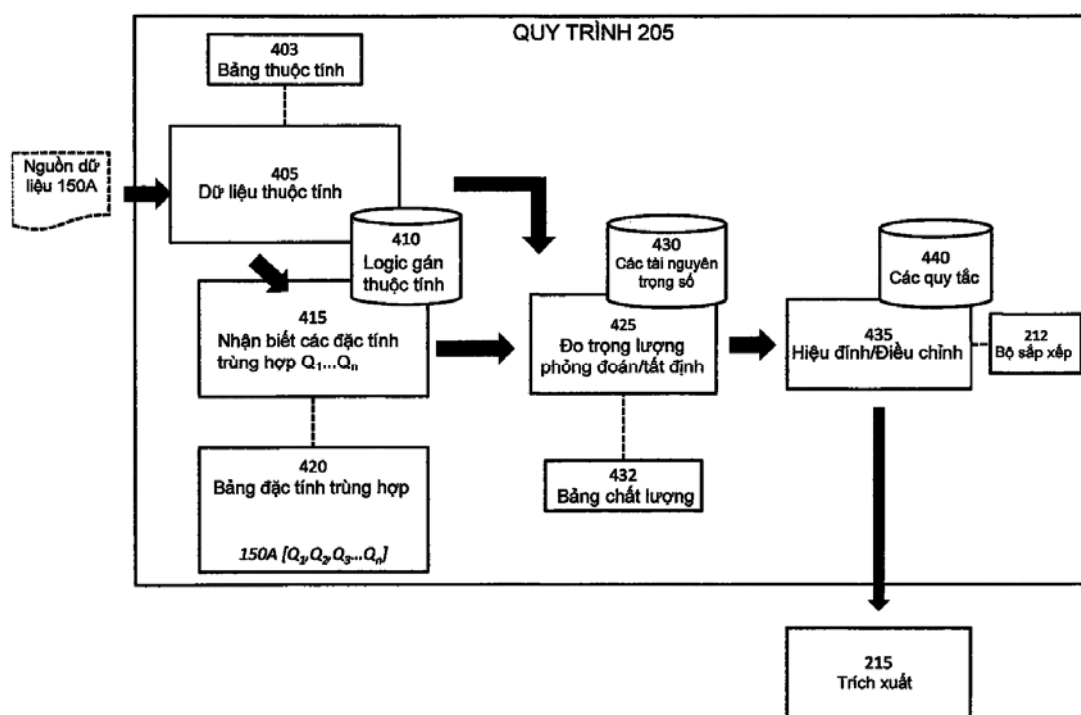 QUY TRÌNH 205
403
Bảng thuộc tính
Nguồn dữ
liệu 150A
405
Dữ liệu thuộc tính
410
Logic gán
thuộc tính
415
Nhận biết các đặc tính
trùng hợp Q1...Qn
420
Bảng đặc tính trùng hợp
150A [Q1,Q2,Q3...Qn]
430
Các tài nguyên
trọng số
425
Đo trọng lượng
phỏng đoán/tất định
432
Bảng chất lượng
440
Các quy tắc
435
Hiệu đính/Điều chỉnh
212
Bộ sắp xếp
215
Trích xuất